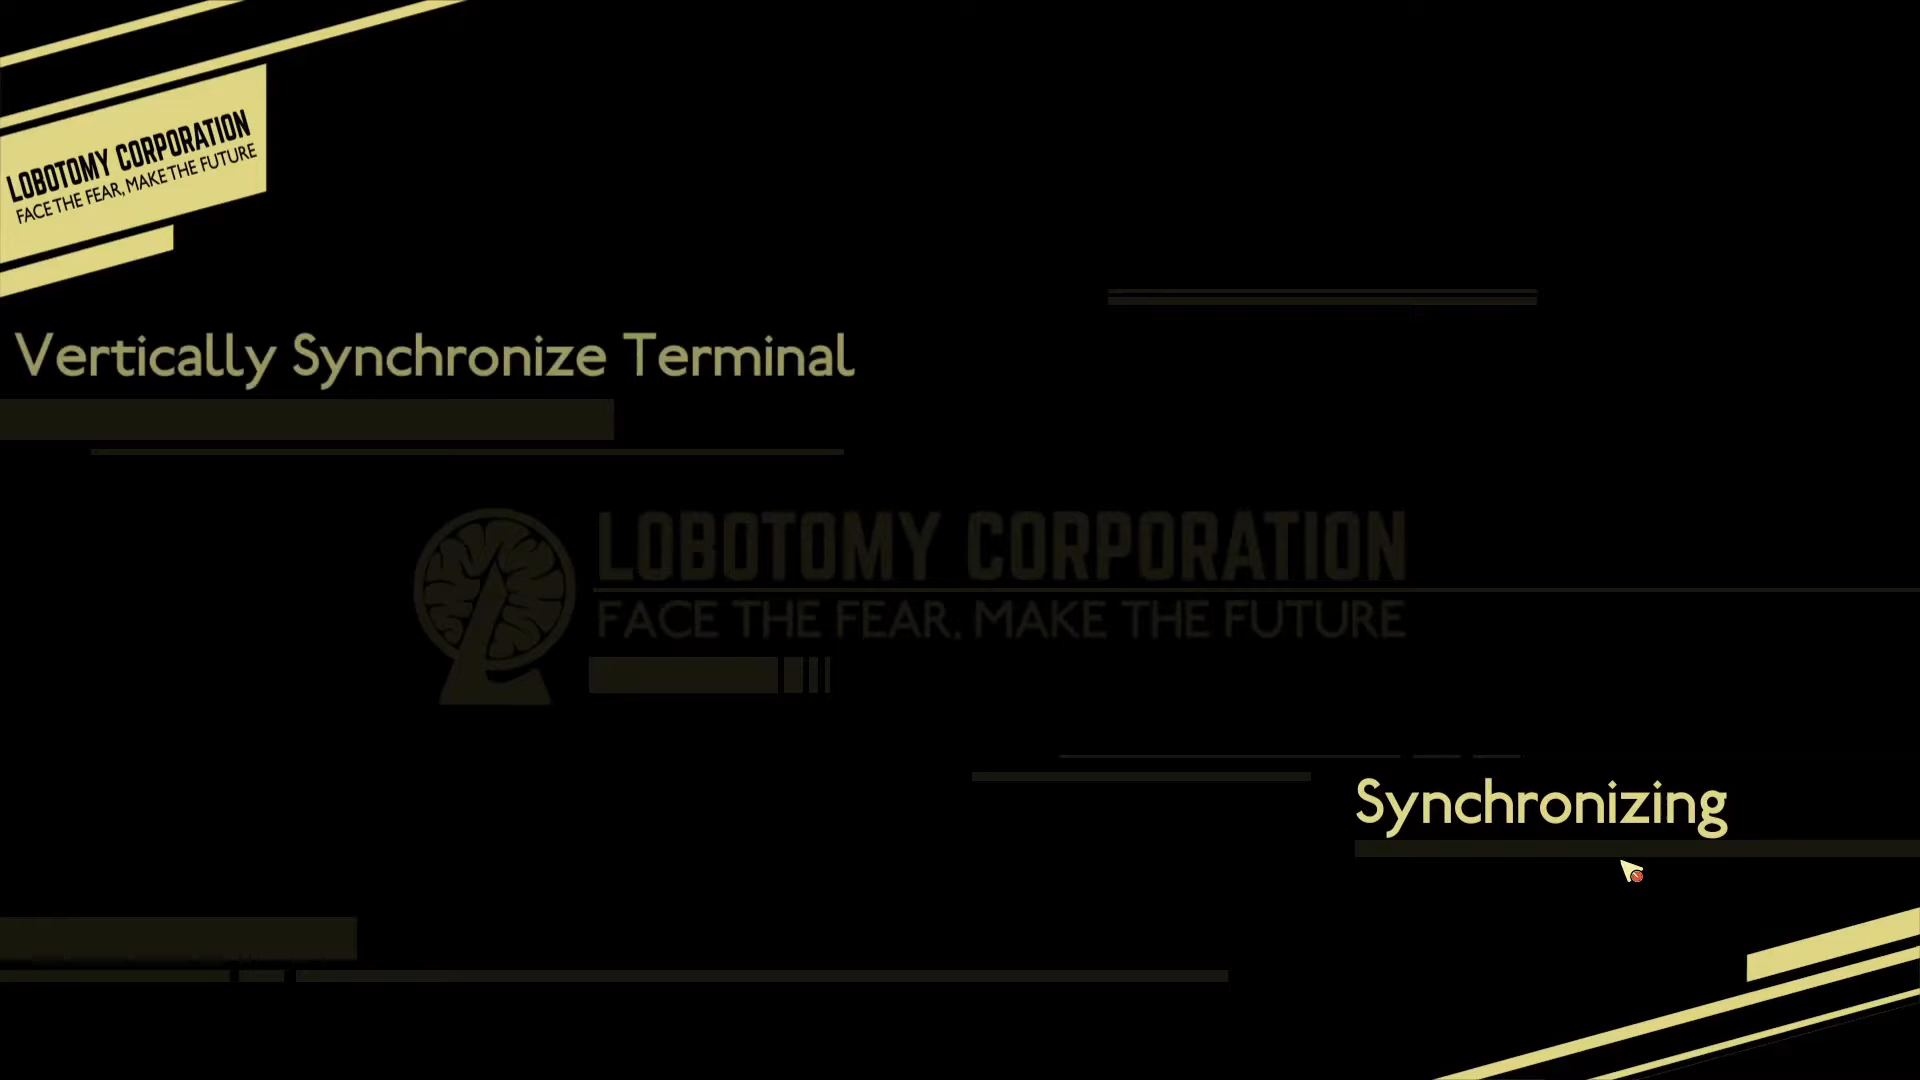 LOBOTOMY CORPORATION
FACE THE FEAR, MAKE THE FUTURE
Vertically Synchronize Terminal
LOBOTOMY CORPORATION
FACE THE FEAR, MAKE THE FUTURE
Synchronizing